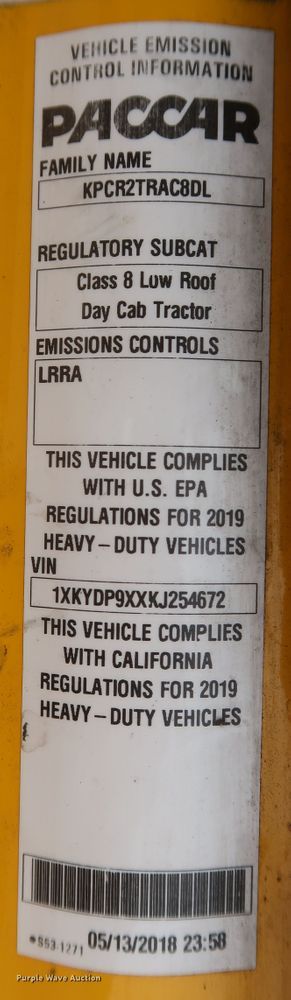 VEHICLE EMISSION
CONTROL INFORMATION
PACCAR
FAMILY NAME
KPCR2TRAC8DL
REGULATORY SUBCAT
Class 8 Low Roof
Day Cab Tractor
EMISSIONS CONTROLS
LRRA
THIS VEHICLE COMPLIES
WITH U.S. EPA
REGULATIONS FOR 2019
HEAVY-DUTY VEHICLES
VIN
1XKYDP9XXKJ254672
THIS VEHICLE COMPLIES
WITH CALIFORNIA
REGULATIONS FOR 2019
HEAVY-DUTY VEHICLES
*S53-1271 05/13/2018 23:58
Purple Wave Auction